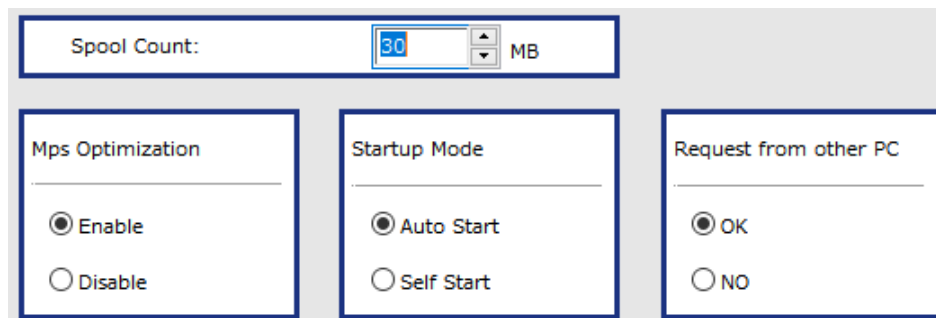 Spool Count: 30 MB
Mps Optimization
Enable
Disable
Startup Mode
Auto Start
Self Start
Request from other PC
OK
NO